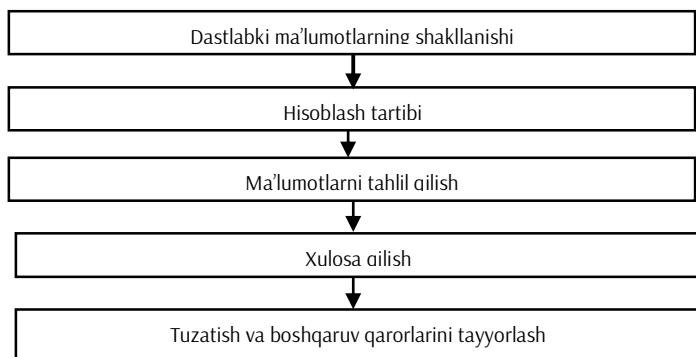 Dastlabki ma’lumotlarning shakllanishi
Hisoblash tartibi
Ma’lumotlarni tahlil qilish
Xulosa qilish
Tuzatish va boshqaruv qarorlarini tayyorlash